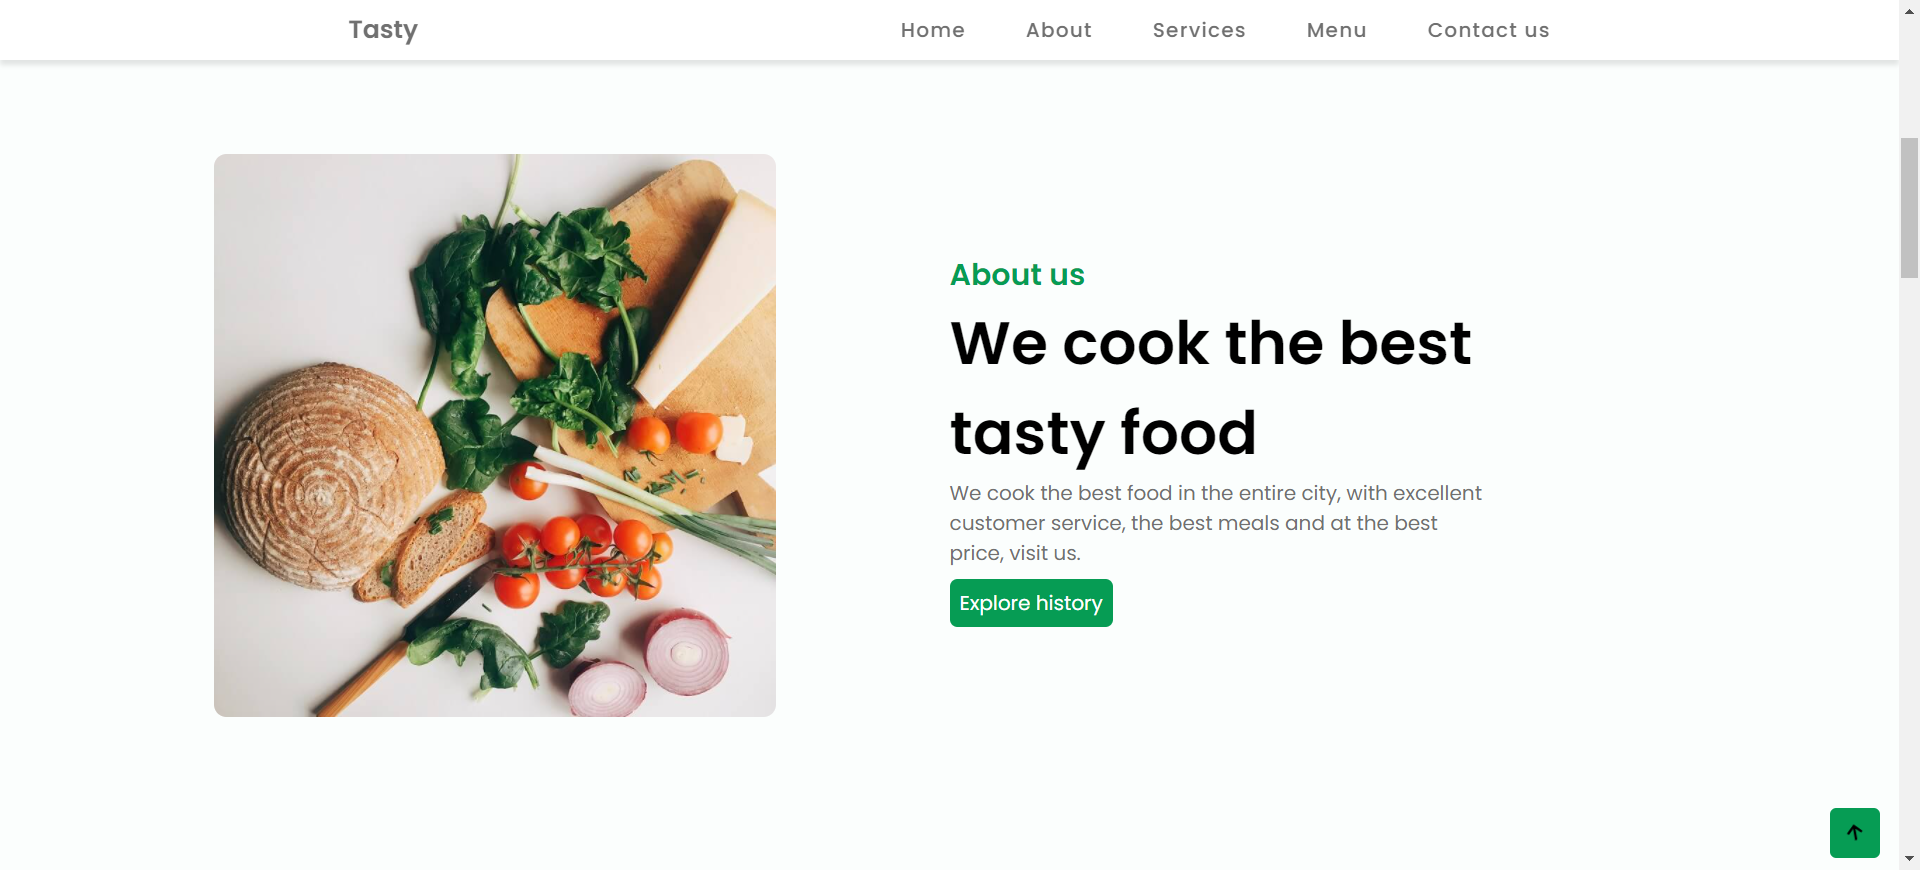 Tasty
Home
About
Services
Menu
Contact us
About us
We cook the best
tasty food
We cook the best food in the entire city, with excellent
customer service, the best meals and at the best
price, visit us.
Explore history